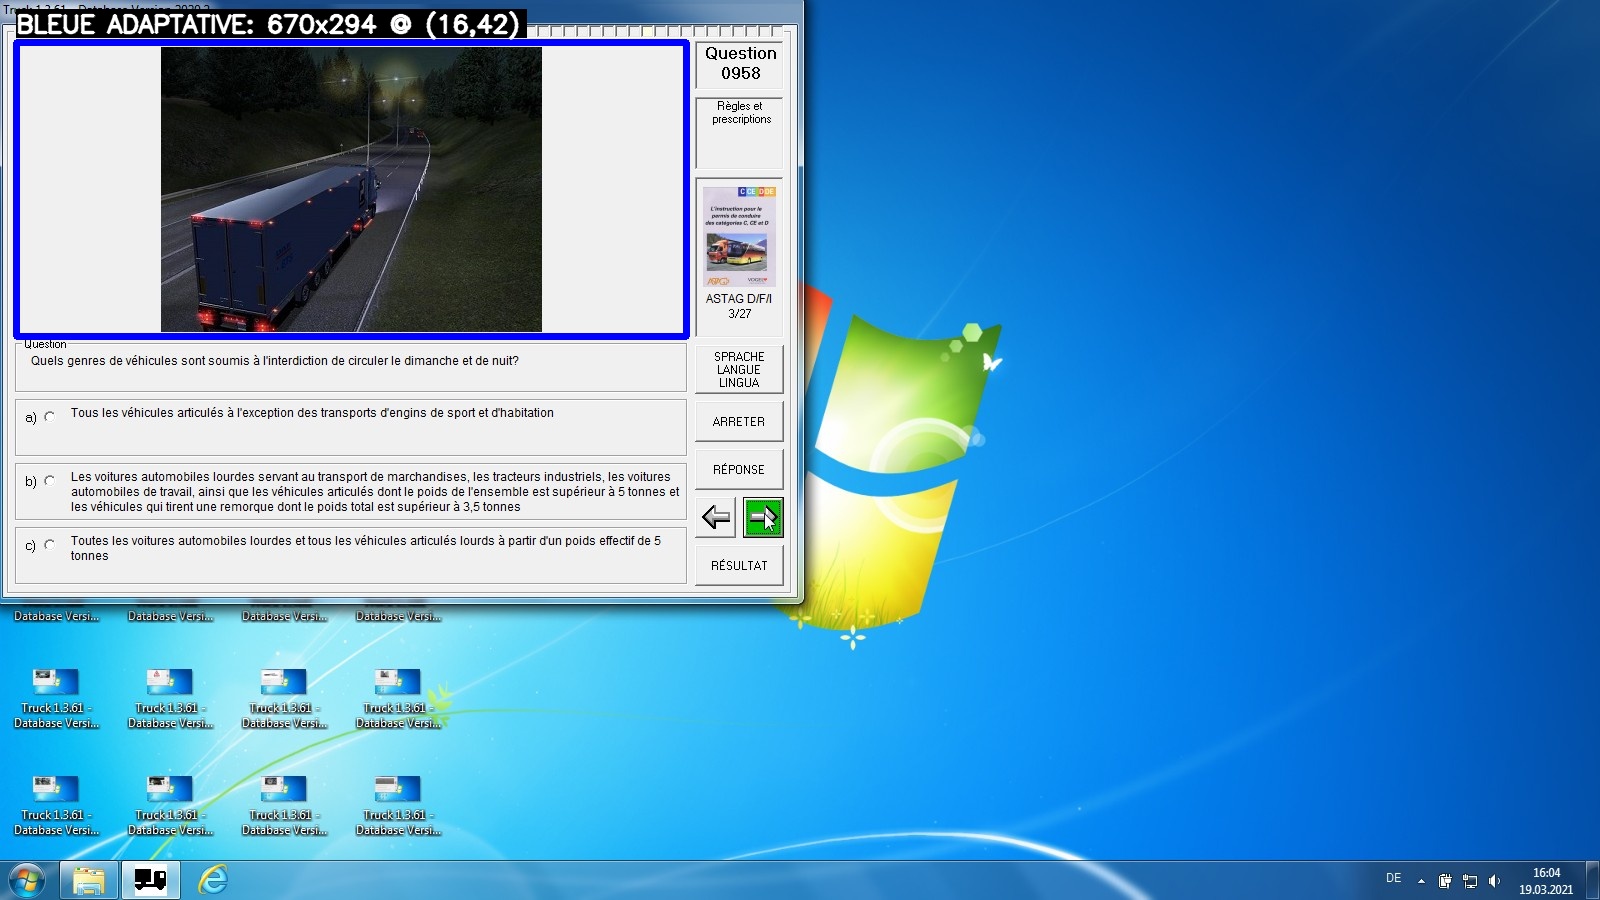 BLEUE ADAPTATIVE: 670x294 @ (16,42)
Question
0958
Règles et
prescriptions
C CE D DE
L'instruction pour le
permis de conduire
des catégories C, CE et D
ASTAG D/F/I
3/27
Question
Quels genres de véhicules sont soumis à l'interdiction de circuler le dimanche et de nuit?
SPRACHE
LANGUE
LINGUA
a) Tous les véhicules articulés à l'exception des transports d'engins de sport et d'habitation
ARRETER
b) Les voitures automobiles lourdes servant au transport de marchandises, les tracteurs industriels, les voitures
automobiles de travail, ainsi que les véhicules articulés dont le poids de l'ensemble est supérieur à 5 tonnes et
les véhicules qui tirent une remorque dont le poids total est supérieur à 3,5 tonnes
RÉPONSE
c) Toutes les voitures automobiles lourdes et tous les véhicules articulés lourds à partir d'un poids effectif de 5
tonnes
RÉSULTAT
Database Versi... Database Versi... Database Versi... Database Versi...
Truck 1.3.61 - Truck 1.3.61 - Truck 1.3.61 - Truck 1.3.61 -
Database Versi... Database Versi... Database Versi... Database Versi...
Truck 1.3.61 - Truck 1.3.61 - Truck 1.3.61 - Truck 1.3.61 -
Database Versi... Database Versi... Database Versi... Database Versi...
DE
16:04
19.03.2021